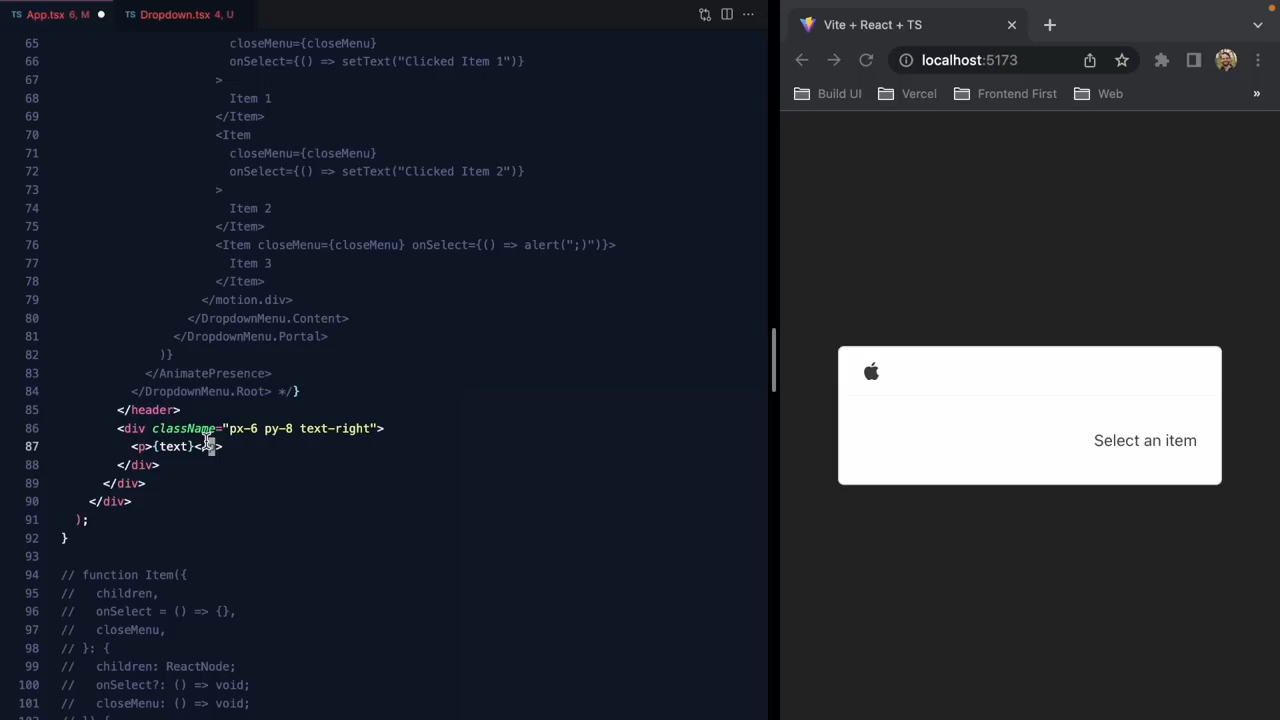 TS App.tsx 6, M
TS Dropdown.tsx 4, U
65 closeMenu={closeMenu}
66 onSelect={() => setText("Clicked Item 1")}
67 >
68 Item 1
69 </Item>
70 <Item
71 closeMenu={closeMenu}
72 onSelect={() => setText("Clicked Item 2")}
73 >
74 Item 2
75 </Item>
76 <Item closeMenu={closeMenu} onSelect={() => alert(";)")}>
77 Item 3
78 </Item>
79 </motion.div>
80 </DropdownMenu.Content>
81 </DropdownMenu.Portal>
82 )}
83 </AnimatePresence>
84 </DropdownMenu.Root> */}
85 </header>
86 <div className="px-6 py-8 text-right">
87 <p>{text}</p>
88 </div>
89 </div>
90 </div>
91 );
92 }
93
94 // function Item({
95 // children,
96 // onSelect = () => {},
97 // closeMenu,
98 // }: {
99 // children: ReactNode;
100 // onSelect?: () => void;
101 // closeMenu: () => void;
Vite + React + TS
localhost:5173
Build UI
Vercel
Frontend First
Web
»
Select an item